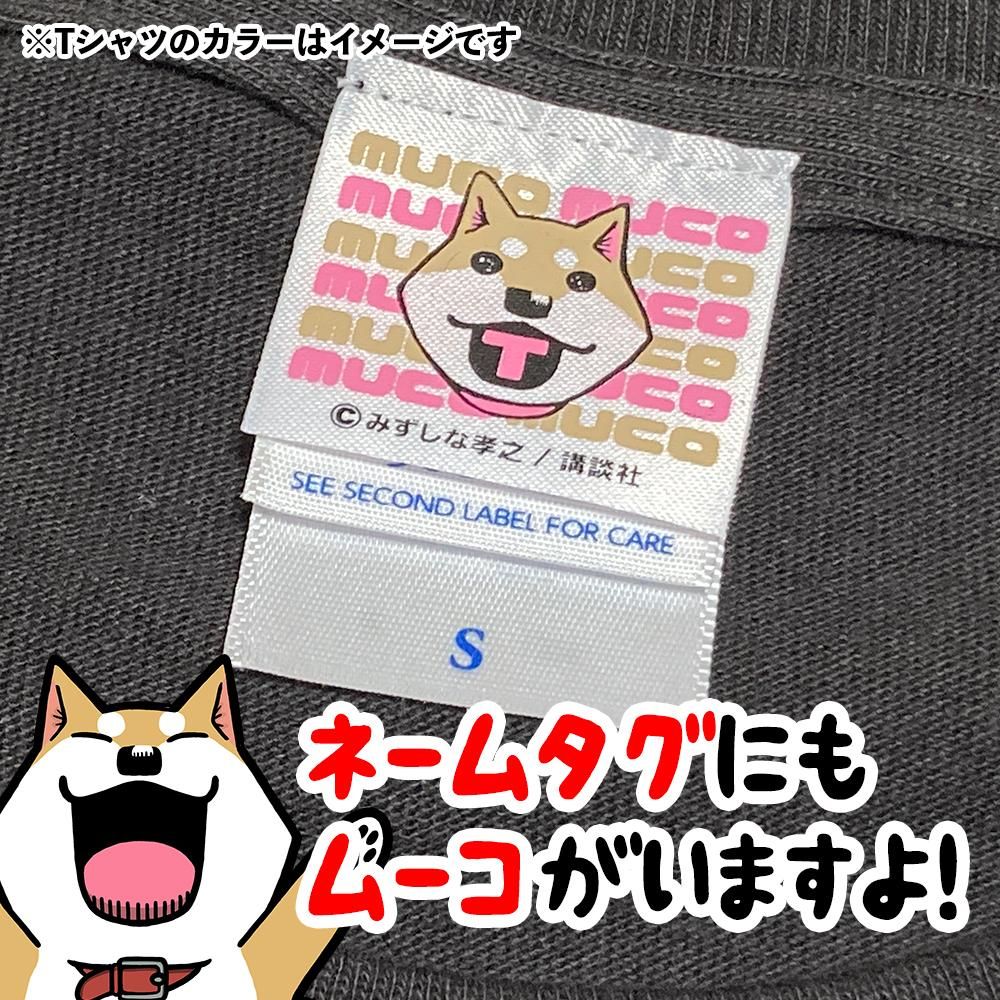 ※Tシャツのカラーはイメージです
muco muco
muco
muco
muco
T
©みずしな孝之 / 講談社
SEE SECOND LABEL FOR CARE
S
ネームタグにも
ムーコがいますよ!